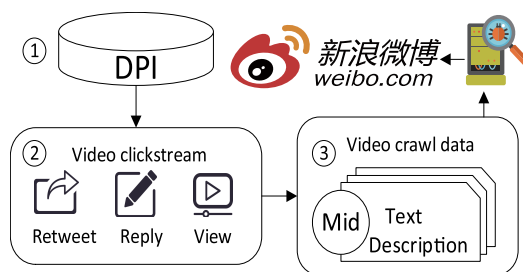 ①
DPI
新浪微博
weibo.com
②
Video clickstream
Retweet
Reply
View
③
Video crawl data
Mid
Text
Description